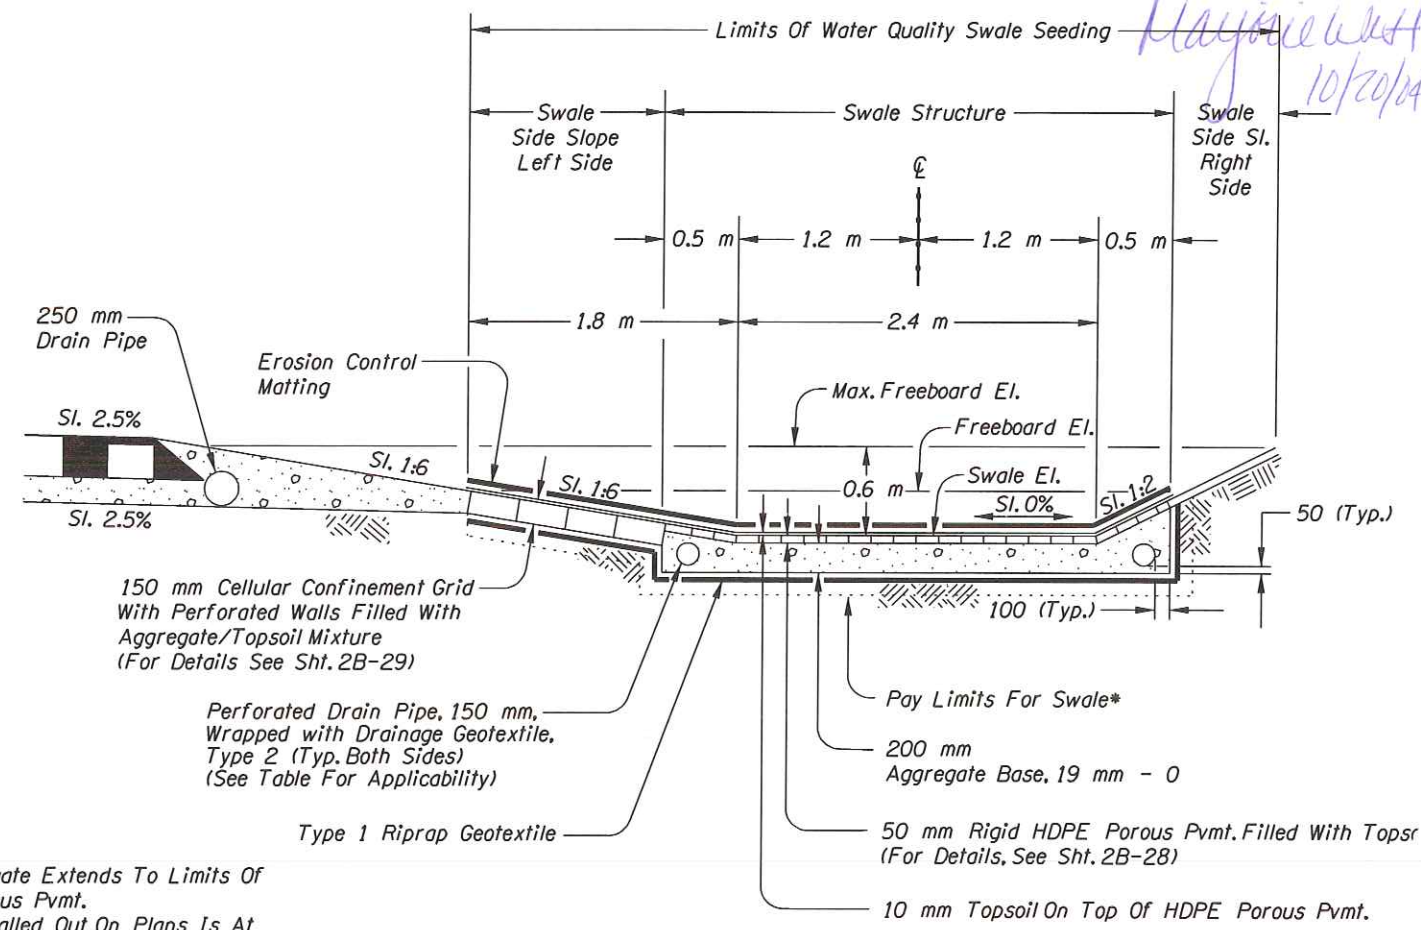 Limits Of Water Quality Swale Seeding
10/20/04
Swale
Side Slope
Left Side
Swale Structure
Swale
Side Sl.
Right
Side
℄
0.5 m
1.2 m
1.2 m
0.5 m
1.8 m
2.4 m
250 mm
Drain Pipe
Erosion Control
Matting
Max. Freeboard El.
Freeboard El.
Swale El.
Sl. 2.5%
Sl. 1:6
Sl. 1:6
0.6 m
Sl. 0%
Sl. 1:2
Sl. 2.5%
50 (Typ.)
100 (Typ.)
150 mm Cellular Confinement Grid
With Perforated Walls Filled With
Aggregate/Topsoil Mixture
(For Details See Sht. 2B-29)
Perforated Drain Pipe, 150 mm,
Wrapped with Drainage Geotextile,
Type 2 (Typ. Both Sides)
(See Table For Applicability)
Type 1 Riprap Geotextile
Pay Limits For Swale*
200 mm
Aggregate Base, 19 mm - 0
50 mm Rigid HDPE Porous Pvmt. Filled With
(For Details, See Sht. 2B-28)
10 mm Topsoil On Top Of HDPE Porous Pvmt.
Extends To Limits Of
Pvmt.
Out On Plans Is At